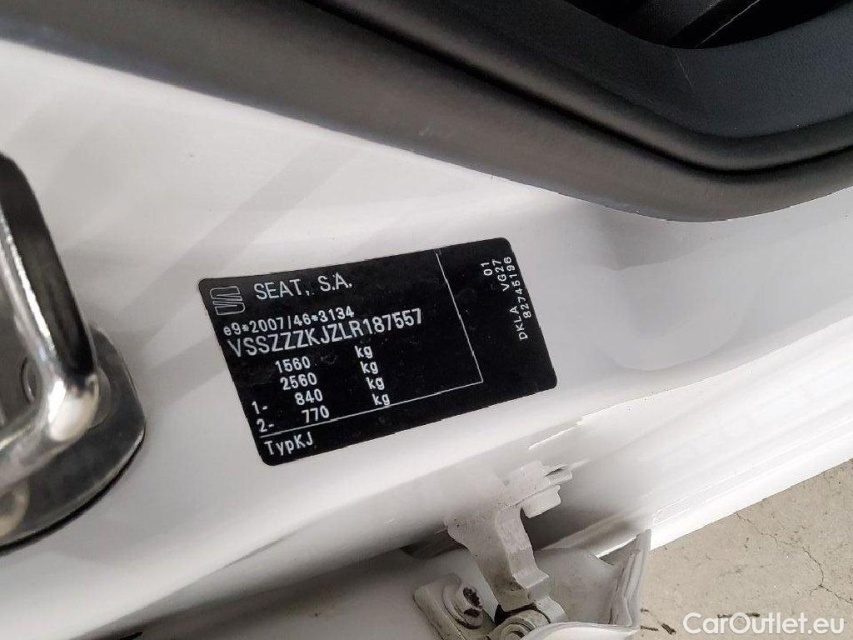 SEAT, S.A.
e9*2007/46*3134
VSSZZZKJZLR187557
1560 kg
2560 kg
1- 840 kg
2- 770 kg
TypKJ
01
VG27
82745196
DKLA
CarOutlet.eu